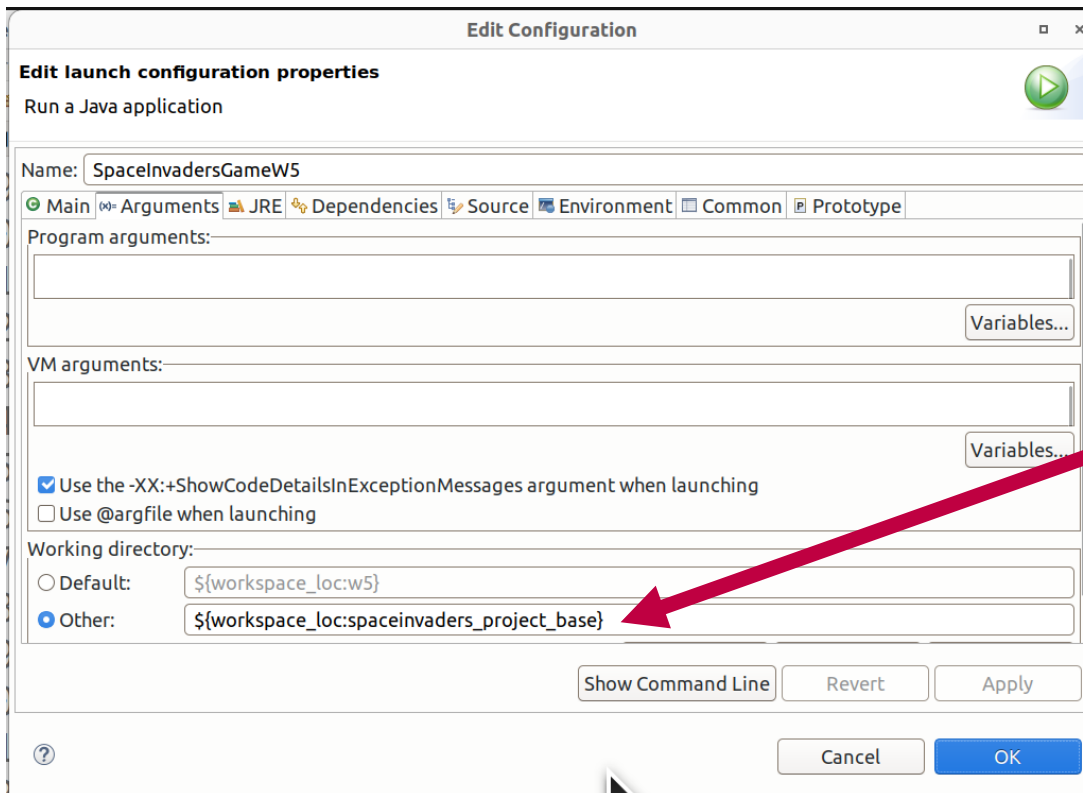 Edit Configuration
Edit launch configuration properties
Run a Java application
Name: SpaceInvadersGameW5
Main (x)= Arguments JRE Dependencies Source Environment Common P Prototype
Program arguments:
Variables...
VM arguments:
Variables...
Use the -XX:+ShowCodeDetailsInExceptionMessages argument when launching
Use @argfile when launching
Working directory:
Default: ${workspace_loc:w5}
Other: ${workspace_loc:spaceinvaders_project_base}
Show Command Line Revert Apply
? Cancel OK